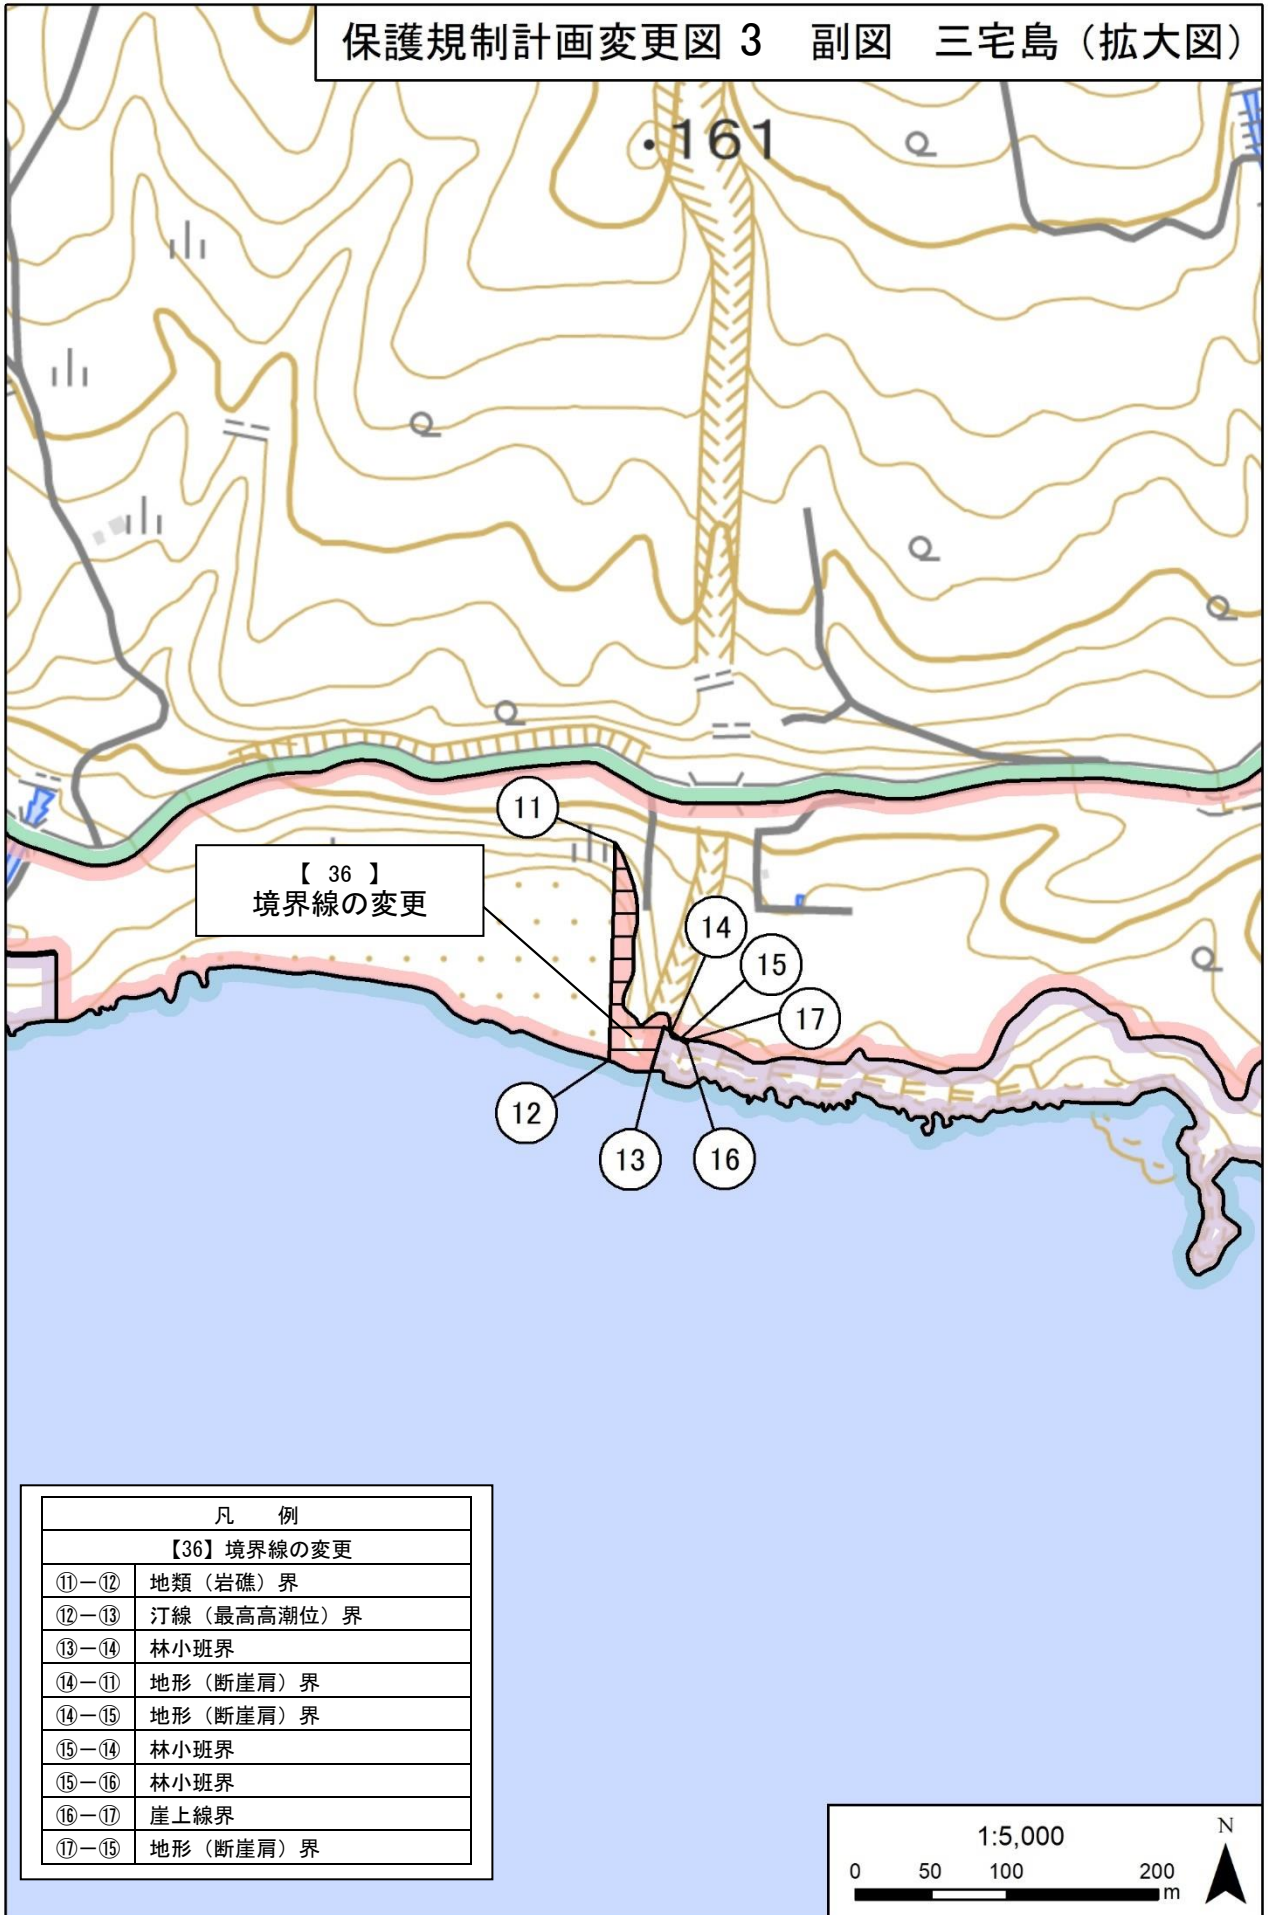 保護規制計画変更図 3　副図　三宅島（拡大図）
161
⑪
【 36 】
境界線の変更
⑭
⑮
⑰
⑫
⑬
⑯
凡　例
【36】境界線の変更
⑪－⑫ 地類（岩礁）界
⑫－⑬ 汀線（最高高潮位）界
⑬－⑭ 林小班界
⑭－⑪ 地形（断崖肩）界
⑭－⑮ 地形（断崖肩）界
⑮－⑭ 林小班界
⑮－⑯ 林小班界
⑯－⑰ 崖上線界
⑰－⑮ 地形（断崖肩）界
1:5,000
N
0 50 100 200
m